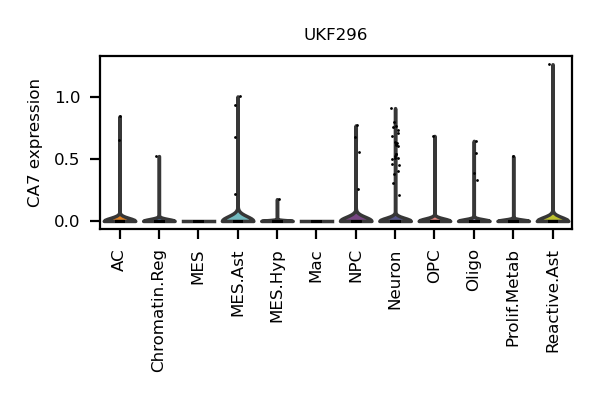 UKF296
CA7 expression
1.0
0.5
0.0
AC
Chromatin.Reg
MES
MES.Ast
MES.Hyp
Mac
NPC
Neuron
OPC
Oligo
Prolif.Metab
Reactive.Ast